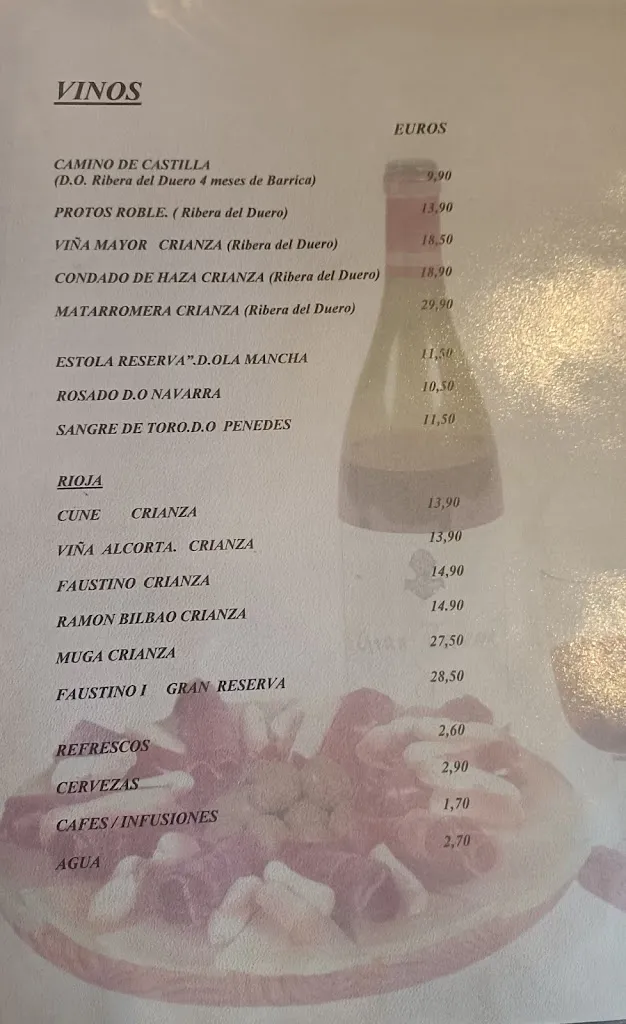 VINOS
EUROS
CAMINO DE CASTILLA
(D.O. Ribera del Duero 4 meses de Barrica) 9,90
PROTOS ROBLE. ( Ribera del Duero) 13,90
VIÑA MAYOR CRIANZA (Ribera del Duero) 18,50
CONDADO DE HAZA CRIANZA (Ribera del Duero) 18,90
MATARROMERA CRIANZA (Ribera del Duero) 29,90
ESTOLA RESERVA".D.OLA MANCHA 11,50
ROSADO D.O NAVARRA 10,50
SANGRE DE TORO.D.O PENEDES 11,50
RIOJA
CUNE CRIANZA 13,90
VIÑA ALCORTA. CRIANZA 13,90
FAUSTINO CRIANZA 14,90
RAMON BILBAO CRIANZA 14.90
MUGA CRIANZA 27,50
FAUSTINO I GRAN RESERVA 28,50
REFRESCOS 2,60
CERVEZAS 2,90
CAFES / INFUSIONES 1,70
AGUA 2,70